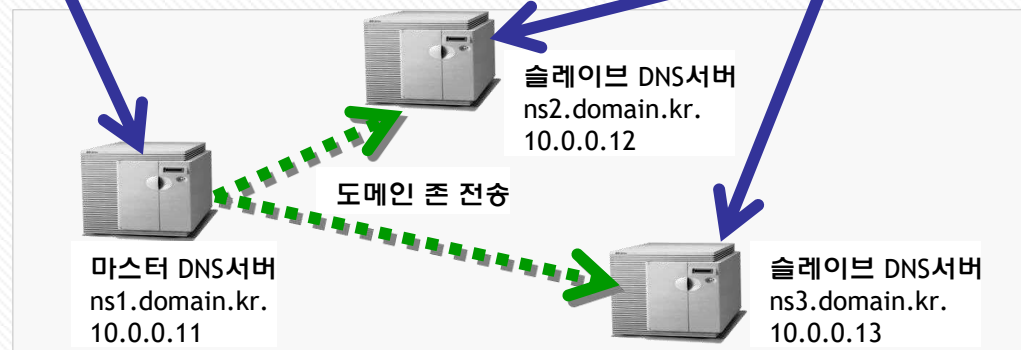 슬레이브 DNS서버
ns2.domain.kr.
10.0.0.12
도메인 존 전송
마스터 DNS서버
ns1.domain.kr.
10.0.0.11
슬레이브 DNS서버
ns3.domain.kr.
10.0.0.13